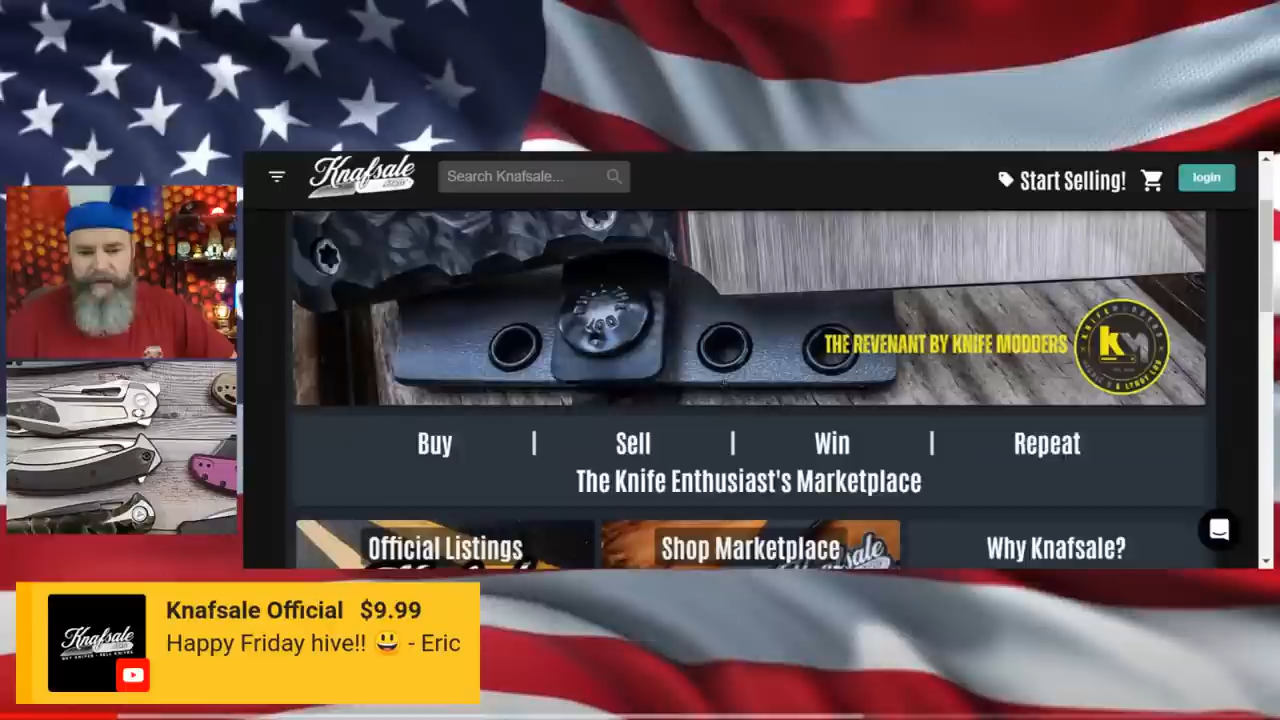 Knafsale
Search Knafsale...
Start Selling!
login
THE REVENANT BY KNIFE MODDERS
KM
Buy | Sell | Win | Repeat
The Knife Enthusiast's Marketplace
Official Listings
Shop Marketplace
Why Knafsale?
Knafsale
Knafsale Official $9.99
Happy Friday hive!! 😃 - Eric